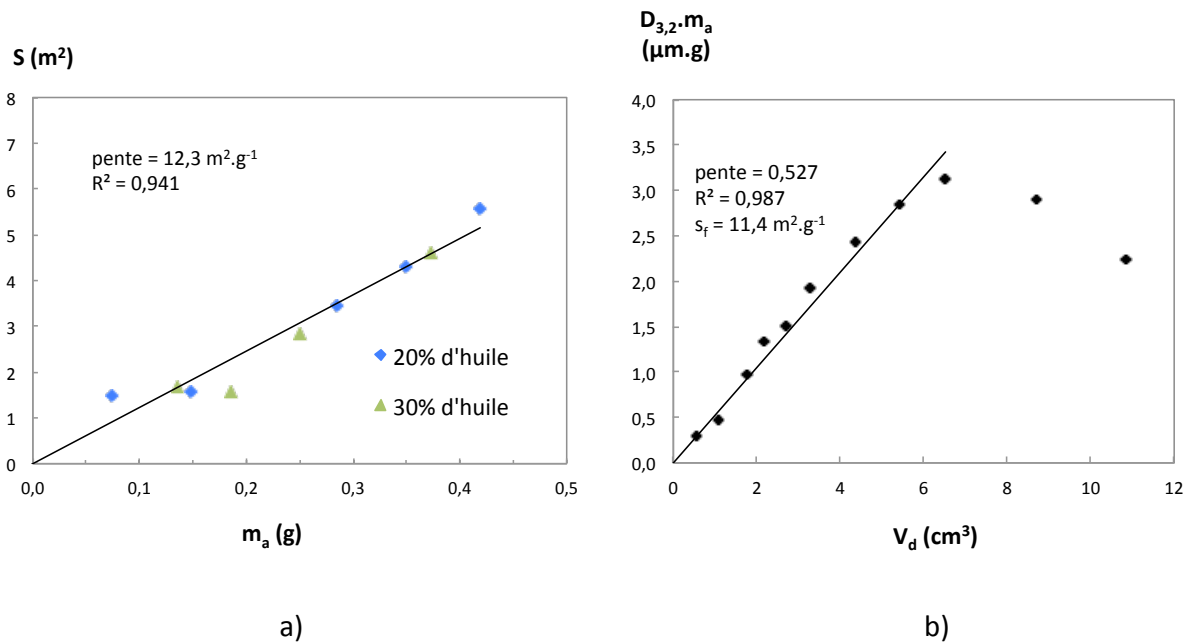 S (m²)
8
7
6
5
4
3
2
1
0
pente = 12,3 m².g⁻¹
R² = 0,941
20% d'huile
30% d'huile
0,0 0,1 0,2 0,3 0,4 0,5
mₐ (g)
a)
D₃,₂.mₐ
(μm.g)
4,0
3,5
3,0
2,5
2,0
1,5
1,0
0,5
0,0
pente = 0,527
R² = 0,987
s_f = 11,4 m².g⁻¹
0 2 4 6 8 10 12
V_d (cm³)
b)